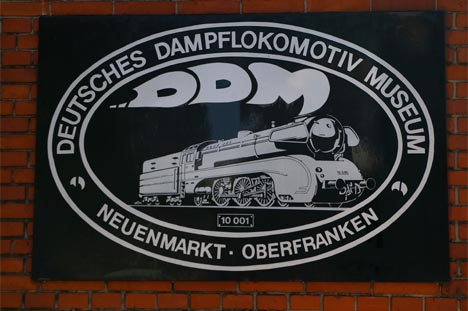 DEUTSCHES DAMPFLOKOMOTIV MUSEUM
DDM
10 001
NEUENMARKT · OBERFRANKEN